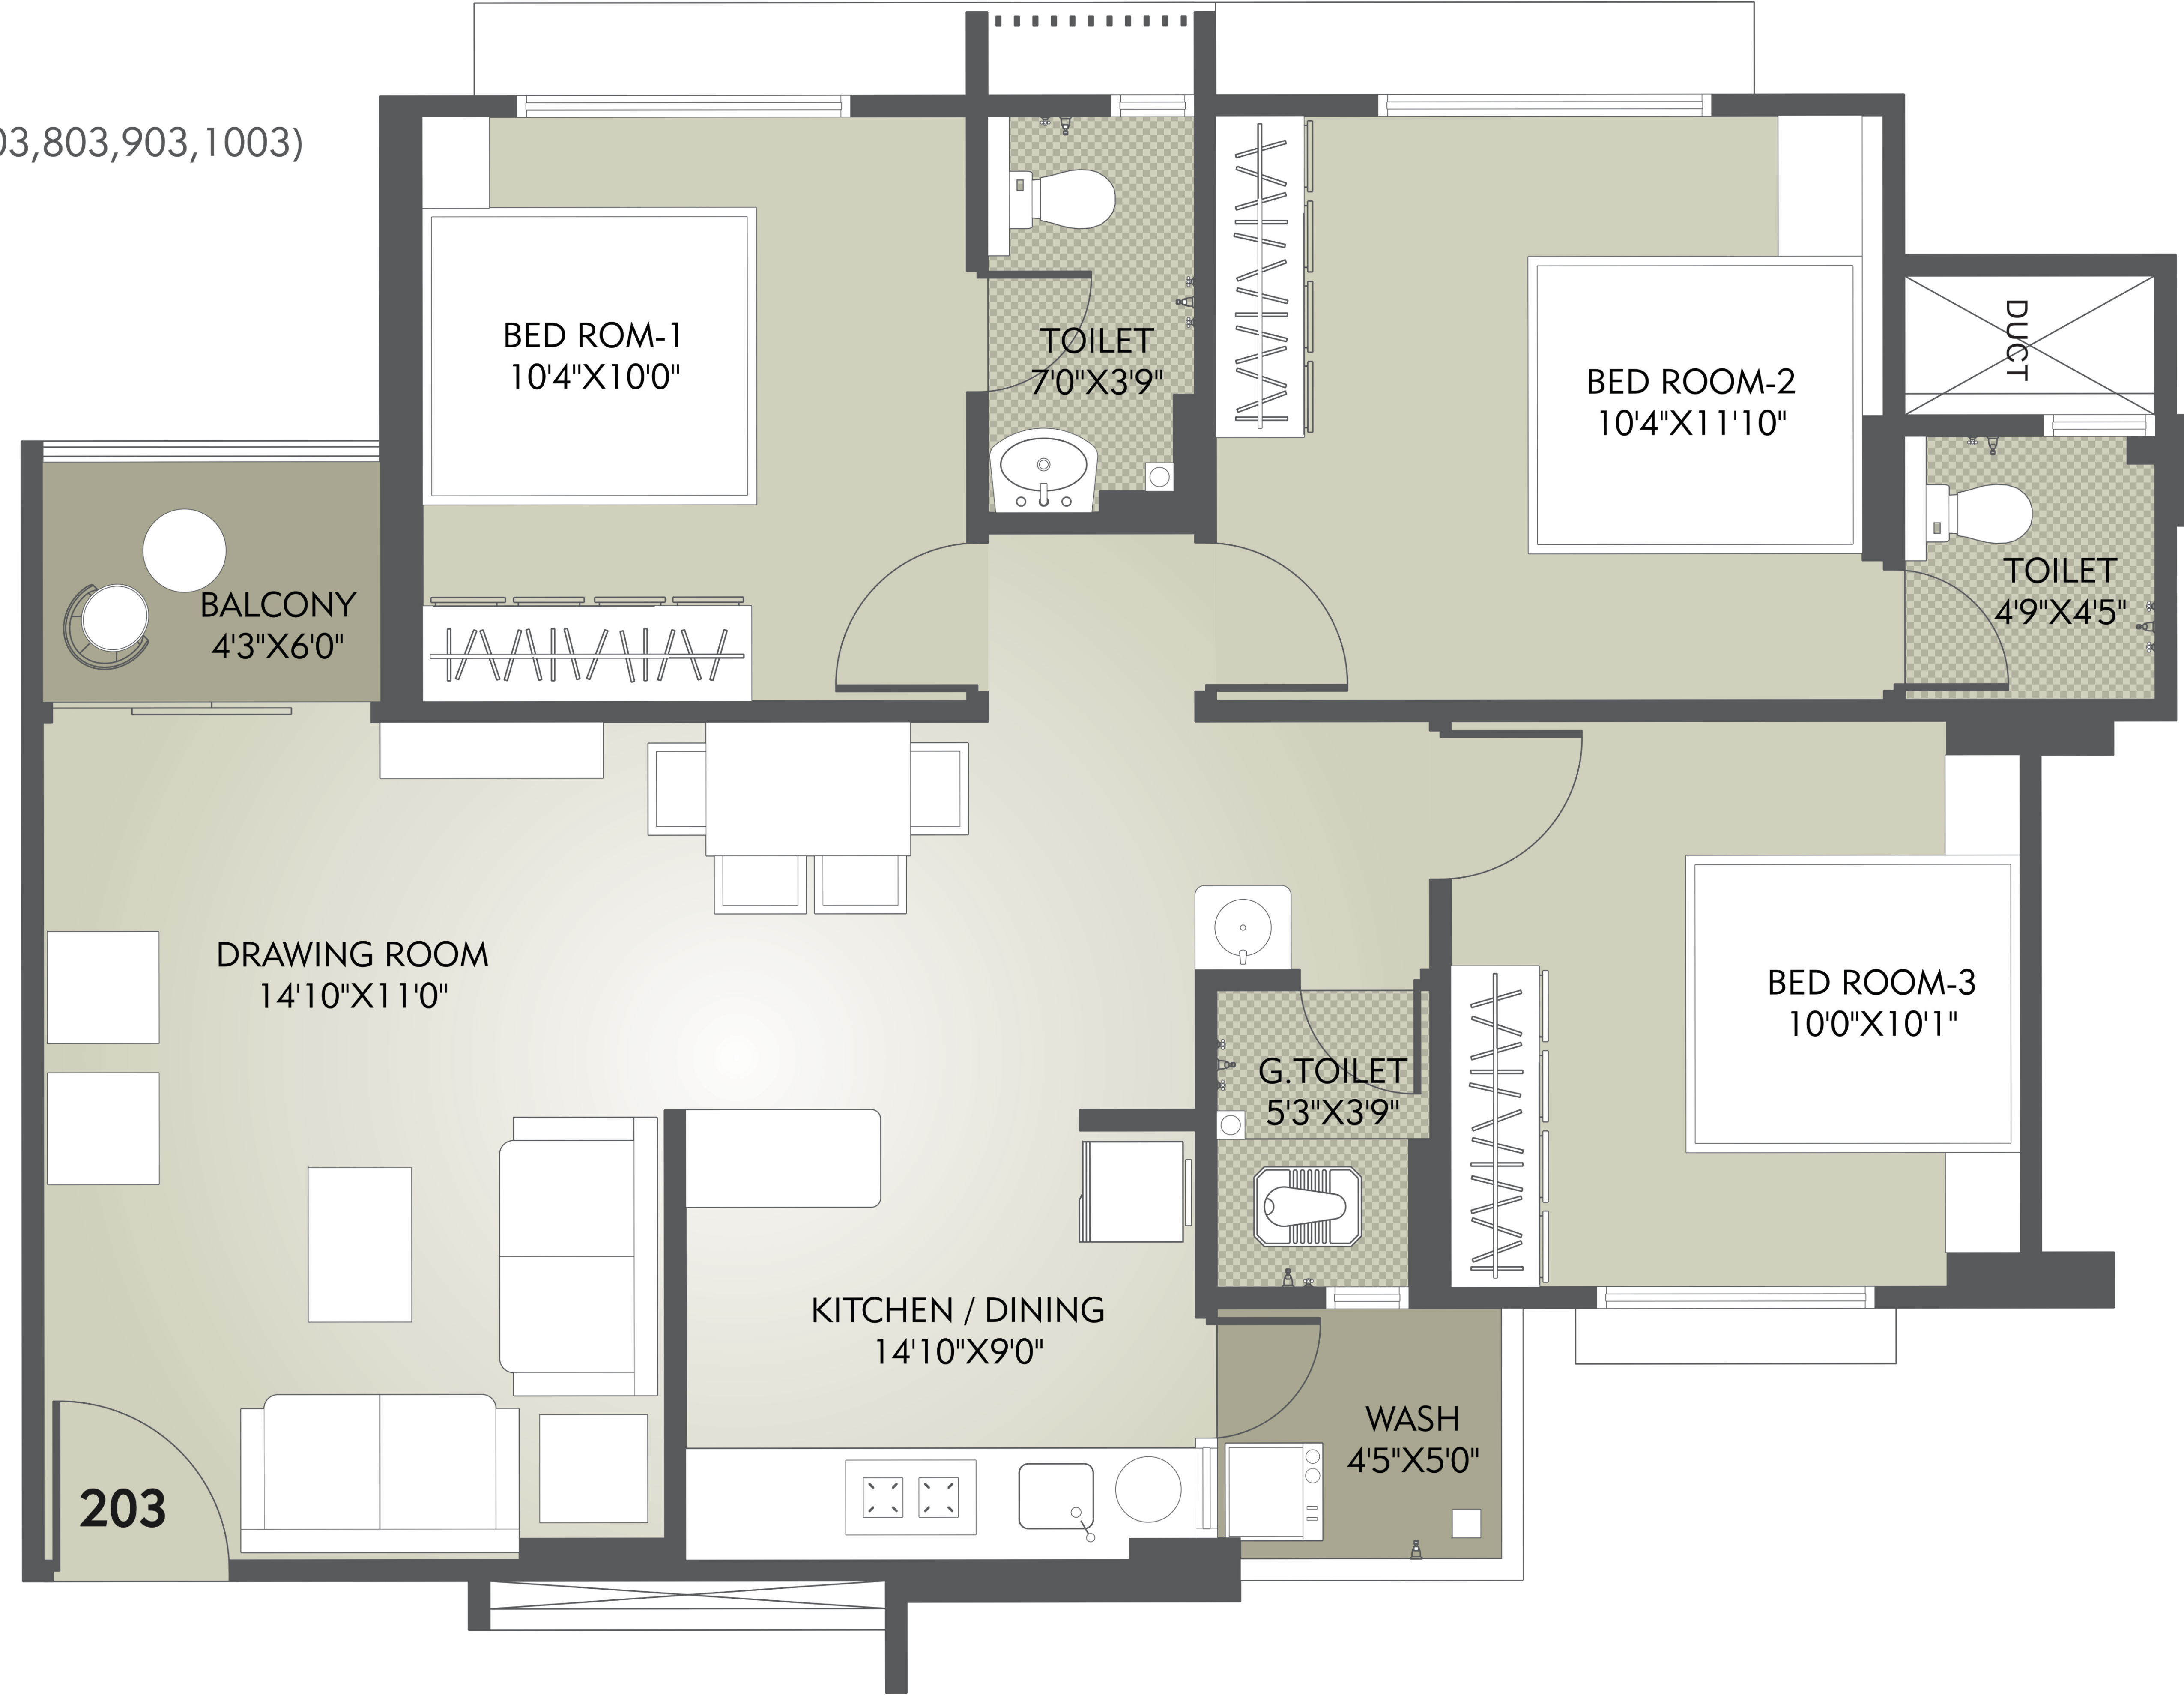 03,803,903,1003)
BED ROM-1
10'4"X10'0"
TOILET
7'0"X3'9"
BED ROOM-2
10'4"X11'10"
DUCT
TOILET
4'9"X4'5"
BALCONY
4'3"X6'0"
DRAWING ROOM
14'10"X11'0"
BED ROOM-3
10'0"X10'1"
G.TOILET
5'3"X3'9"
KITCHEN / DINING
14'10"X9'0"
WASH
4'5"X5'0"
203